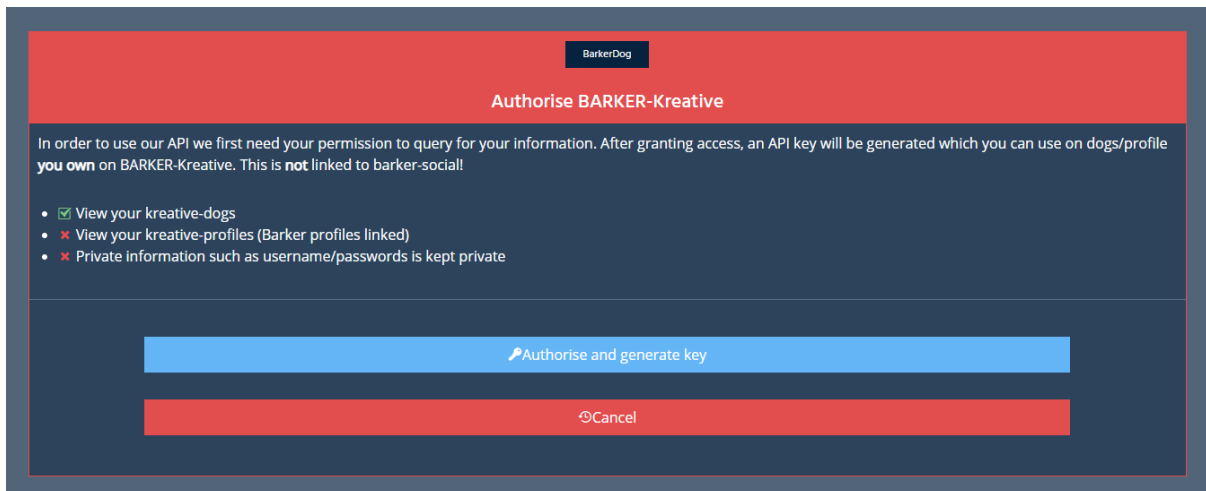 BarkerDog
Authorise BARKER-Kreative
In order to use our API we first need your permission to query for your information. After granting access, an API key will be generated which you can use on dogs/profile
you own on BARKER-Kreative. This is not linked to barker-social!
View your kreative-dogs
View your kreative-profiles (Barker profiles linked)
Private information such as username/passwords is kept private
Authorise and generate key
Cancel